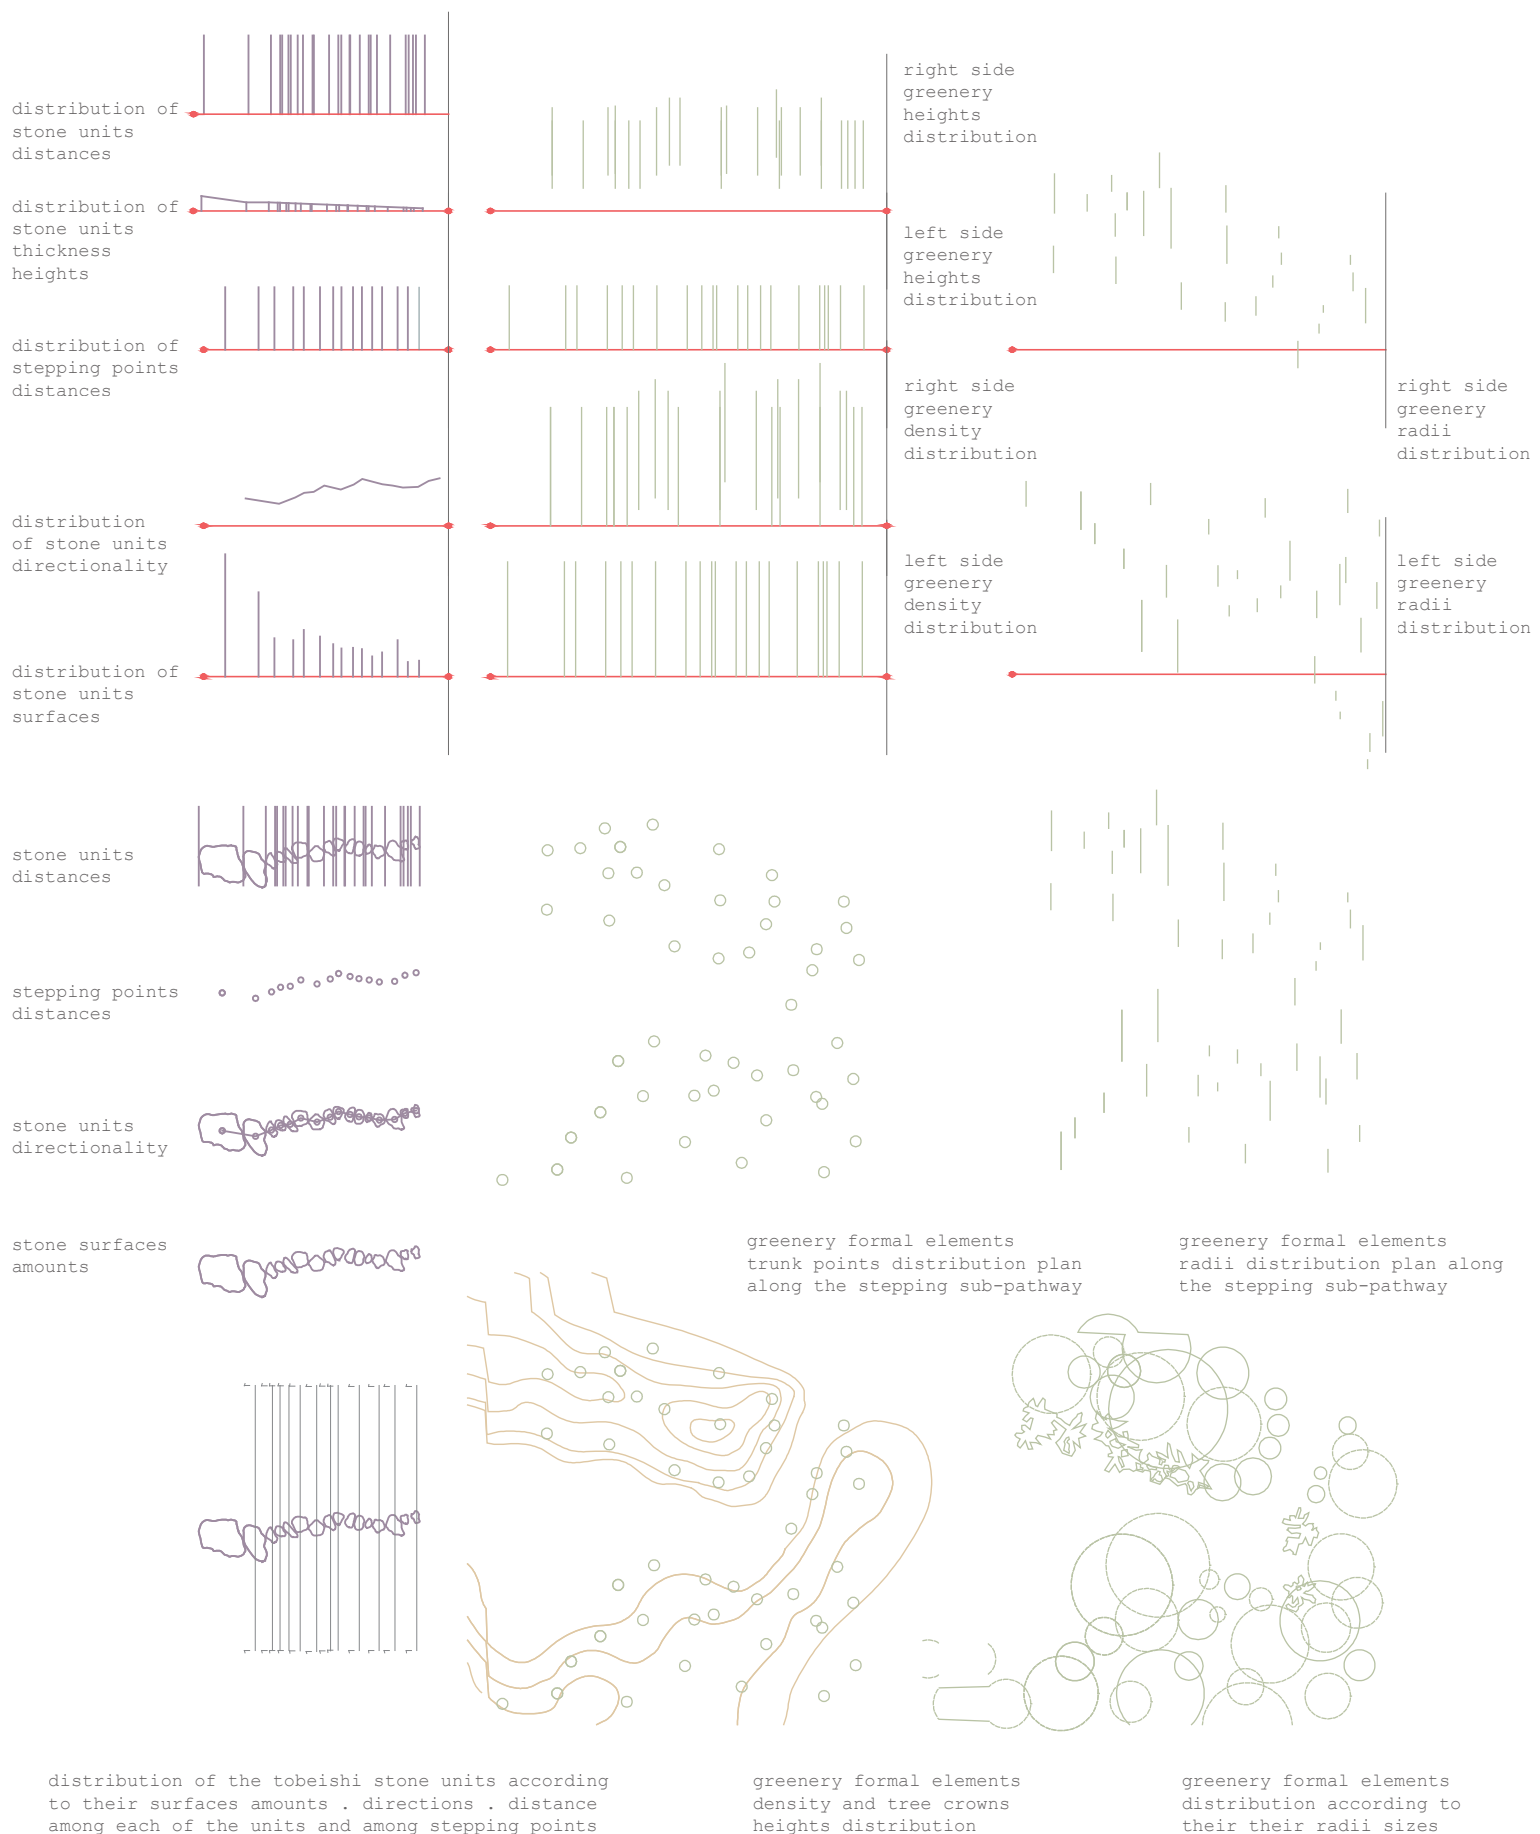 distribution of
stone units
distances
distribution of
stone units
thickness
heights
distribution of
stepping points
distances
distribution
of stone units
directionality
distribution of
stone units
surfaces
right side
greenery
heights
distribution
left side
greenery
heights
distribution
right side
greenery
density
distribution
left side
greenery
density
distribution
right side
greenery
radii
distribution
left side
greenery
radii
distribution
stone units
distances
stepping points
distances
stone units
directionality
stone surfaces
amounts
greenery formal elements
trunk points distribution plan
along the stepping sub-pathway
greenery formal elements
radii distribution plan along
the stepping sub-pathway
distribution of the tobeishi stone units according
to their surfaces amounts . directions . distance
among each of the units and among stepping points
greenery formal elements
density and tree crowns
heights distribution
greenery formal elements
distribution according to
their their radii sizes